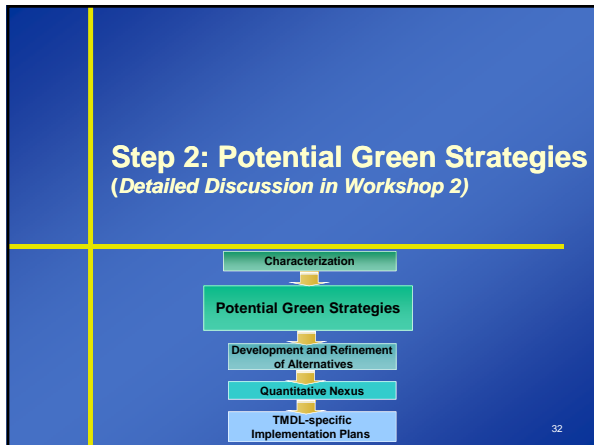 Step 2: Potential Green Strategies
(Detailed Discussion in Workshop 2)
Characterization
Potential Green Strategies
Development and Refinement
of Alternatives
Quantitative Nexus
TMDL-specific
Implementation Plans
32